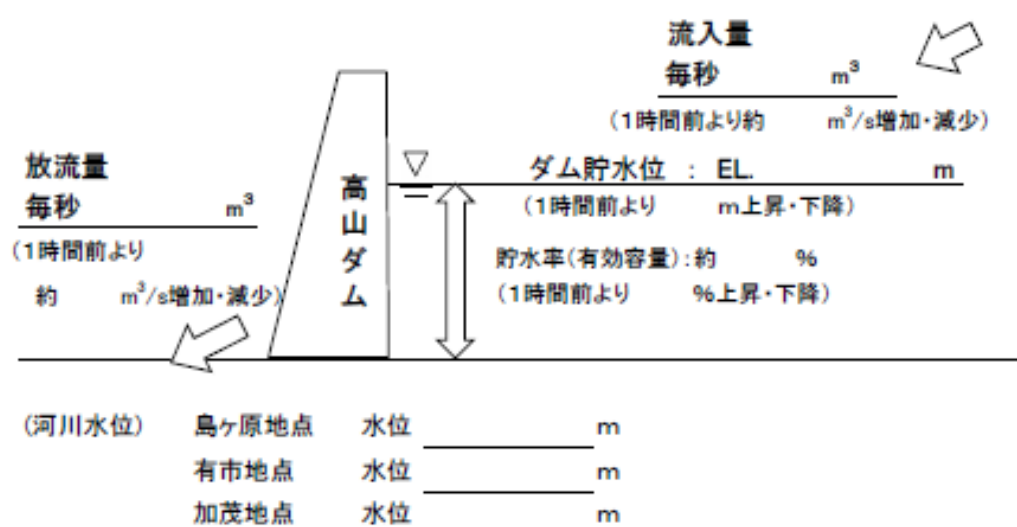 流入量
毎秒 m³
(1時間前より約 m³/s増加・減少)
放流量
毎秒 m³
(1時間前より
約 m³/s増加・減少)
高山ダム
▽
ダム貯水位 : EL. m
(1時間前より m上昇・下降)
貯水率(有効容量):約 %
(1時間前より %上昇・下降)
(河川水位) 島ヶ原地点 水位 m
有市地点 水位 m
加茂地点 水位 m